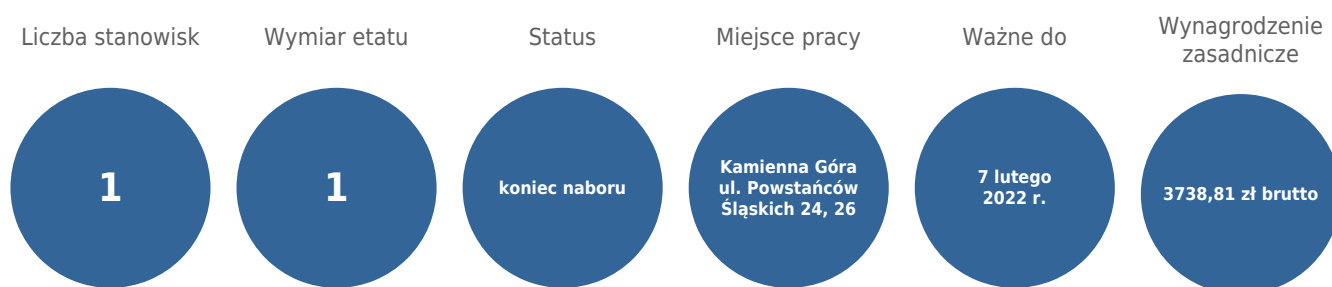 Liczba stanowisk
Wymiar etatu
Status
Miejsce pracy
Ważne do
Wynagrodzenie
zasadnicze
1
1
koniec naboru
Kamienna Góra
ul. Powstańców
Śląskich 24, 26
7 lutego
2022 r.
3738,81 zł brutto